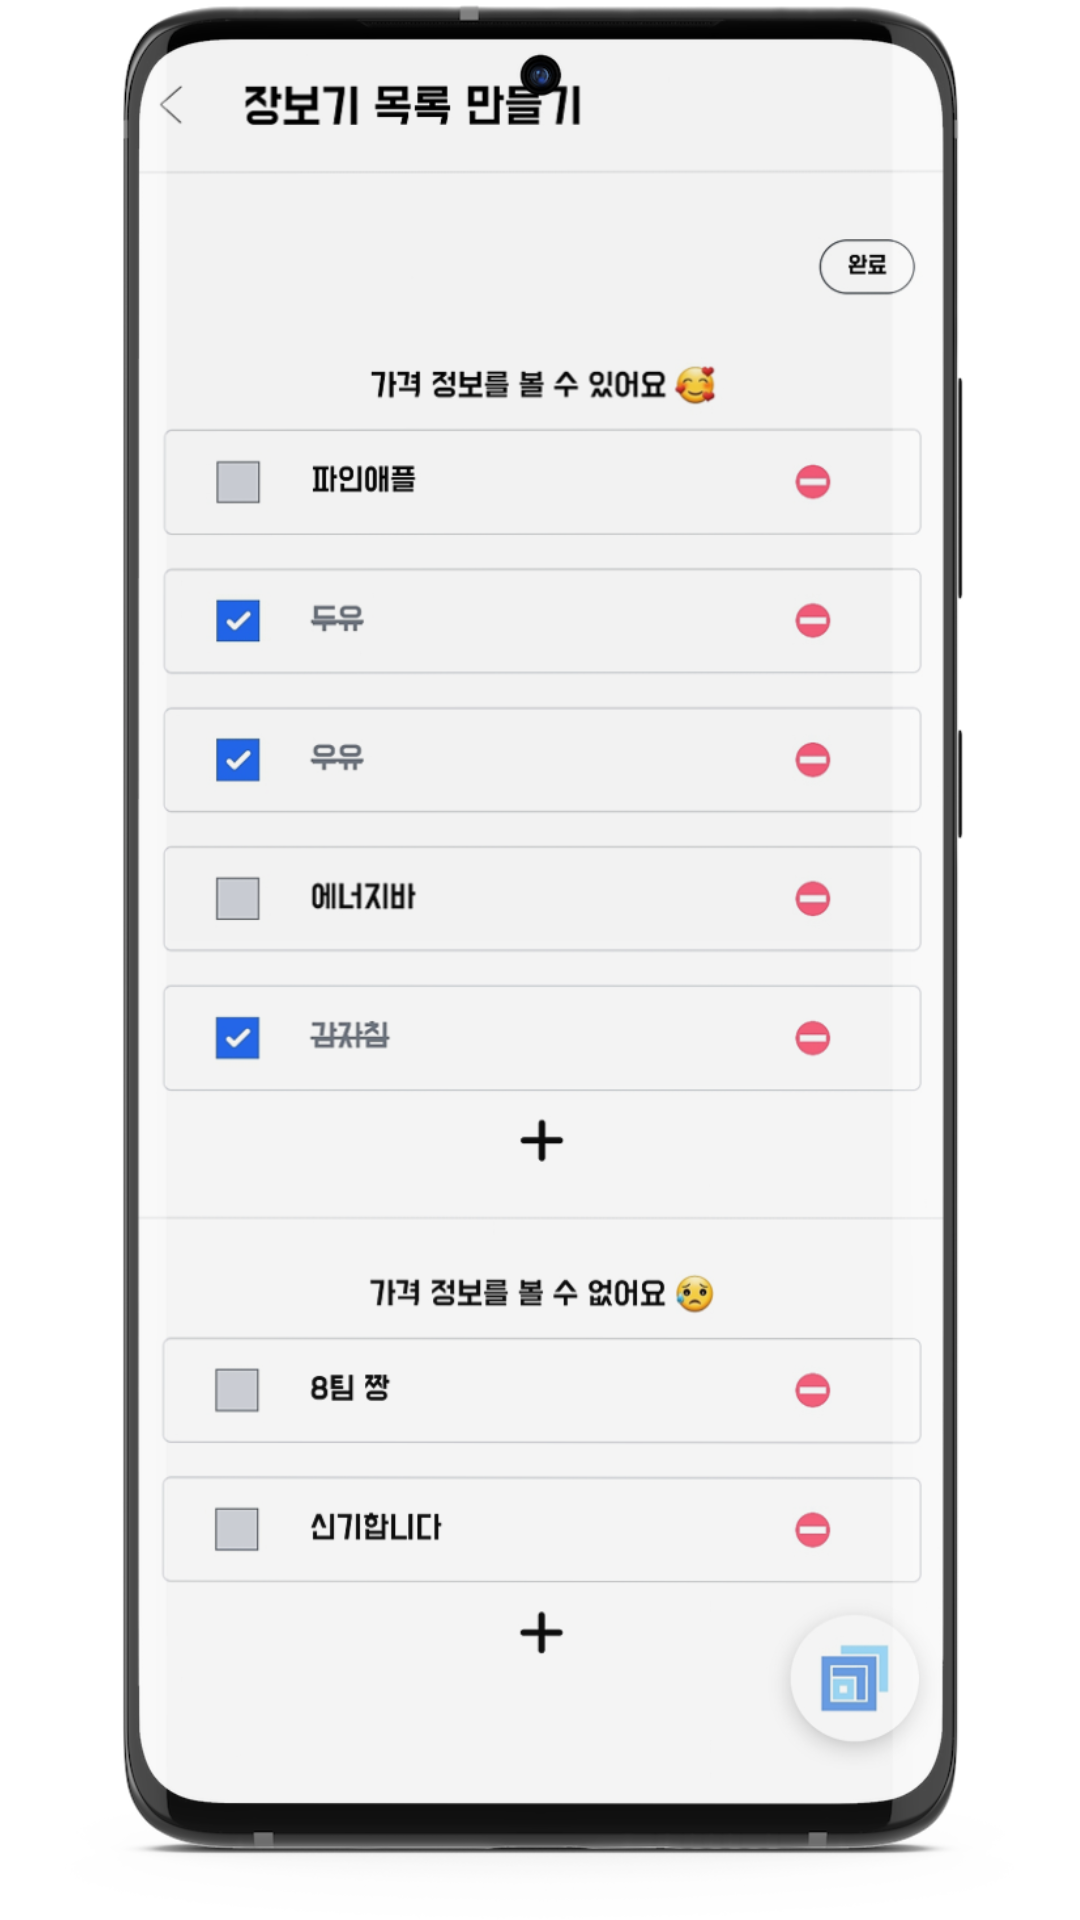 장보기 목록 만들기
완료
가격 정보를 볼 수 있어요 🥰
파인애플
두유
우유
에너지바
감자칩
가격 정보를 볼 수 없어요 😥
8팀 짱
신기합니다